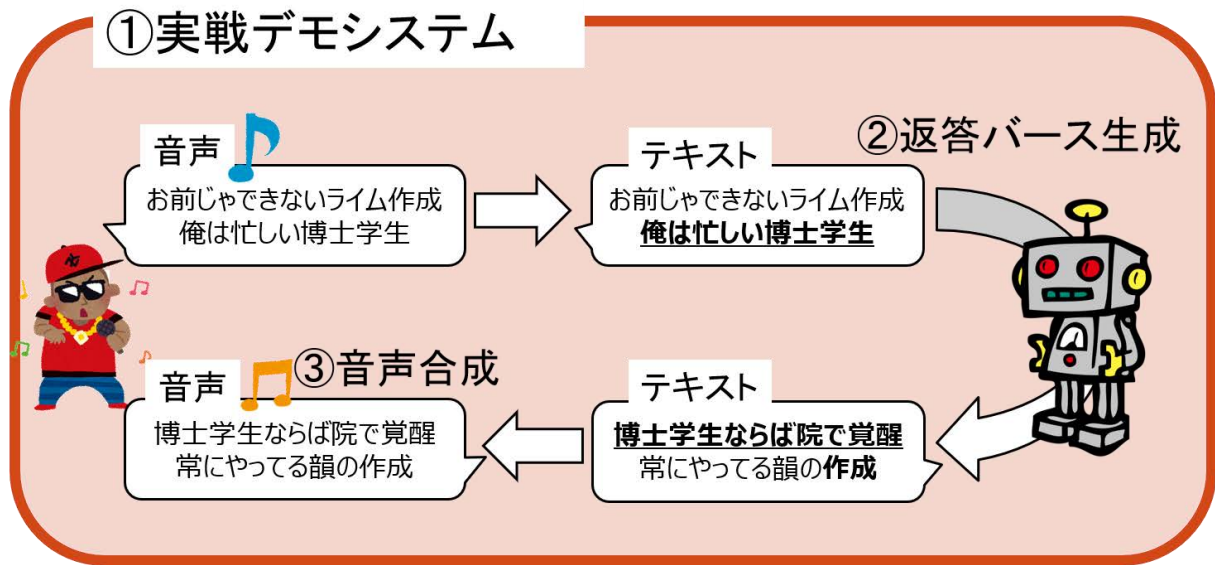 ①実戦デモシステム
音声
お前じゃできないライム作成
俺は忙しい博士学生
テキスト
お前じゃできないライム作成
俺は忙しい博士学生
②返答バース生成
テキスト
博士学生ならば院で覚醒
常にやってる韻の作成
③音声合成
音声
博士学生ならば院で覚醒
常にやってる韻の作成